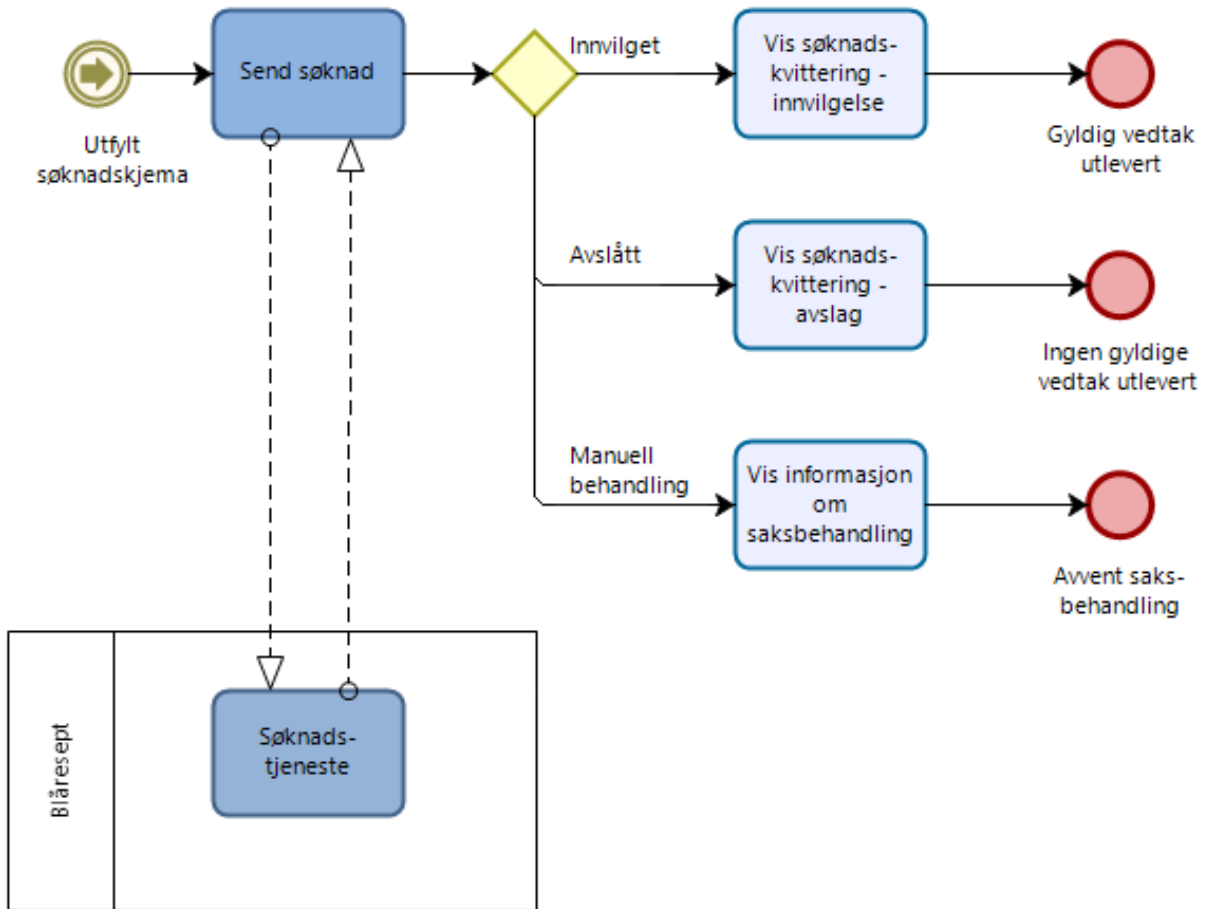 Send søknad
Utfylt
søknadskjema
Innvilget
Vis søknads-
kvittering -
innvilgelse
Gyldig vedtak
utlevert
Avslått
Vis søknads-
kvittering -
avslag
Ingen gyldige
vedtak utlevert
Manuell
behandling
Vis informasjon
om
saksbehandling
Avvent saks-
behandling
Blåresept
Søknads-
tjeneste